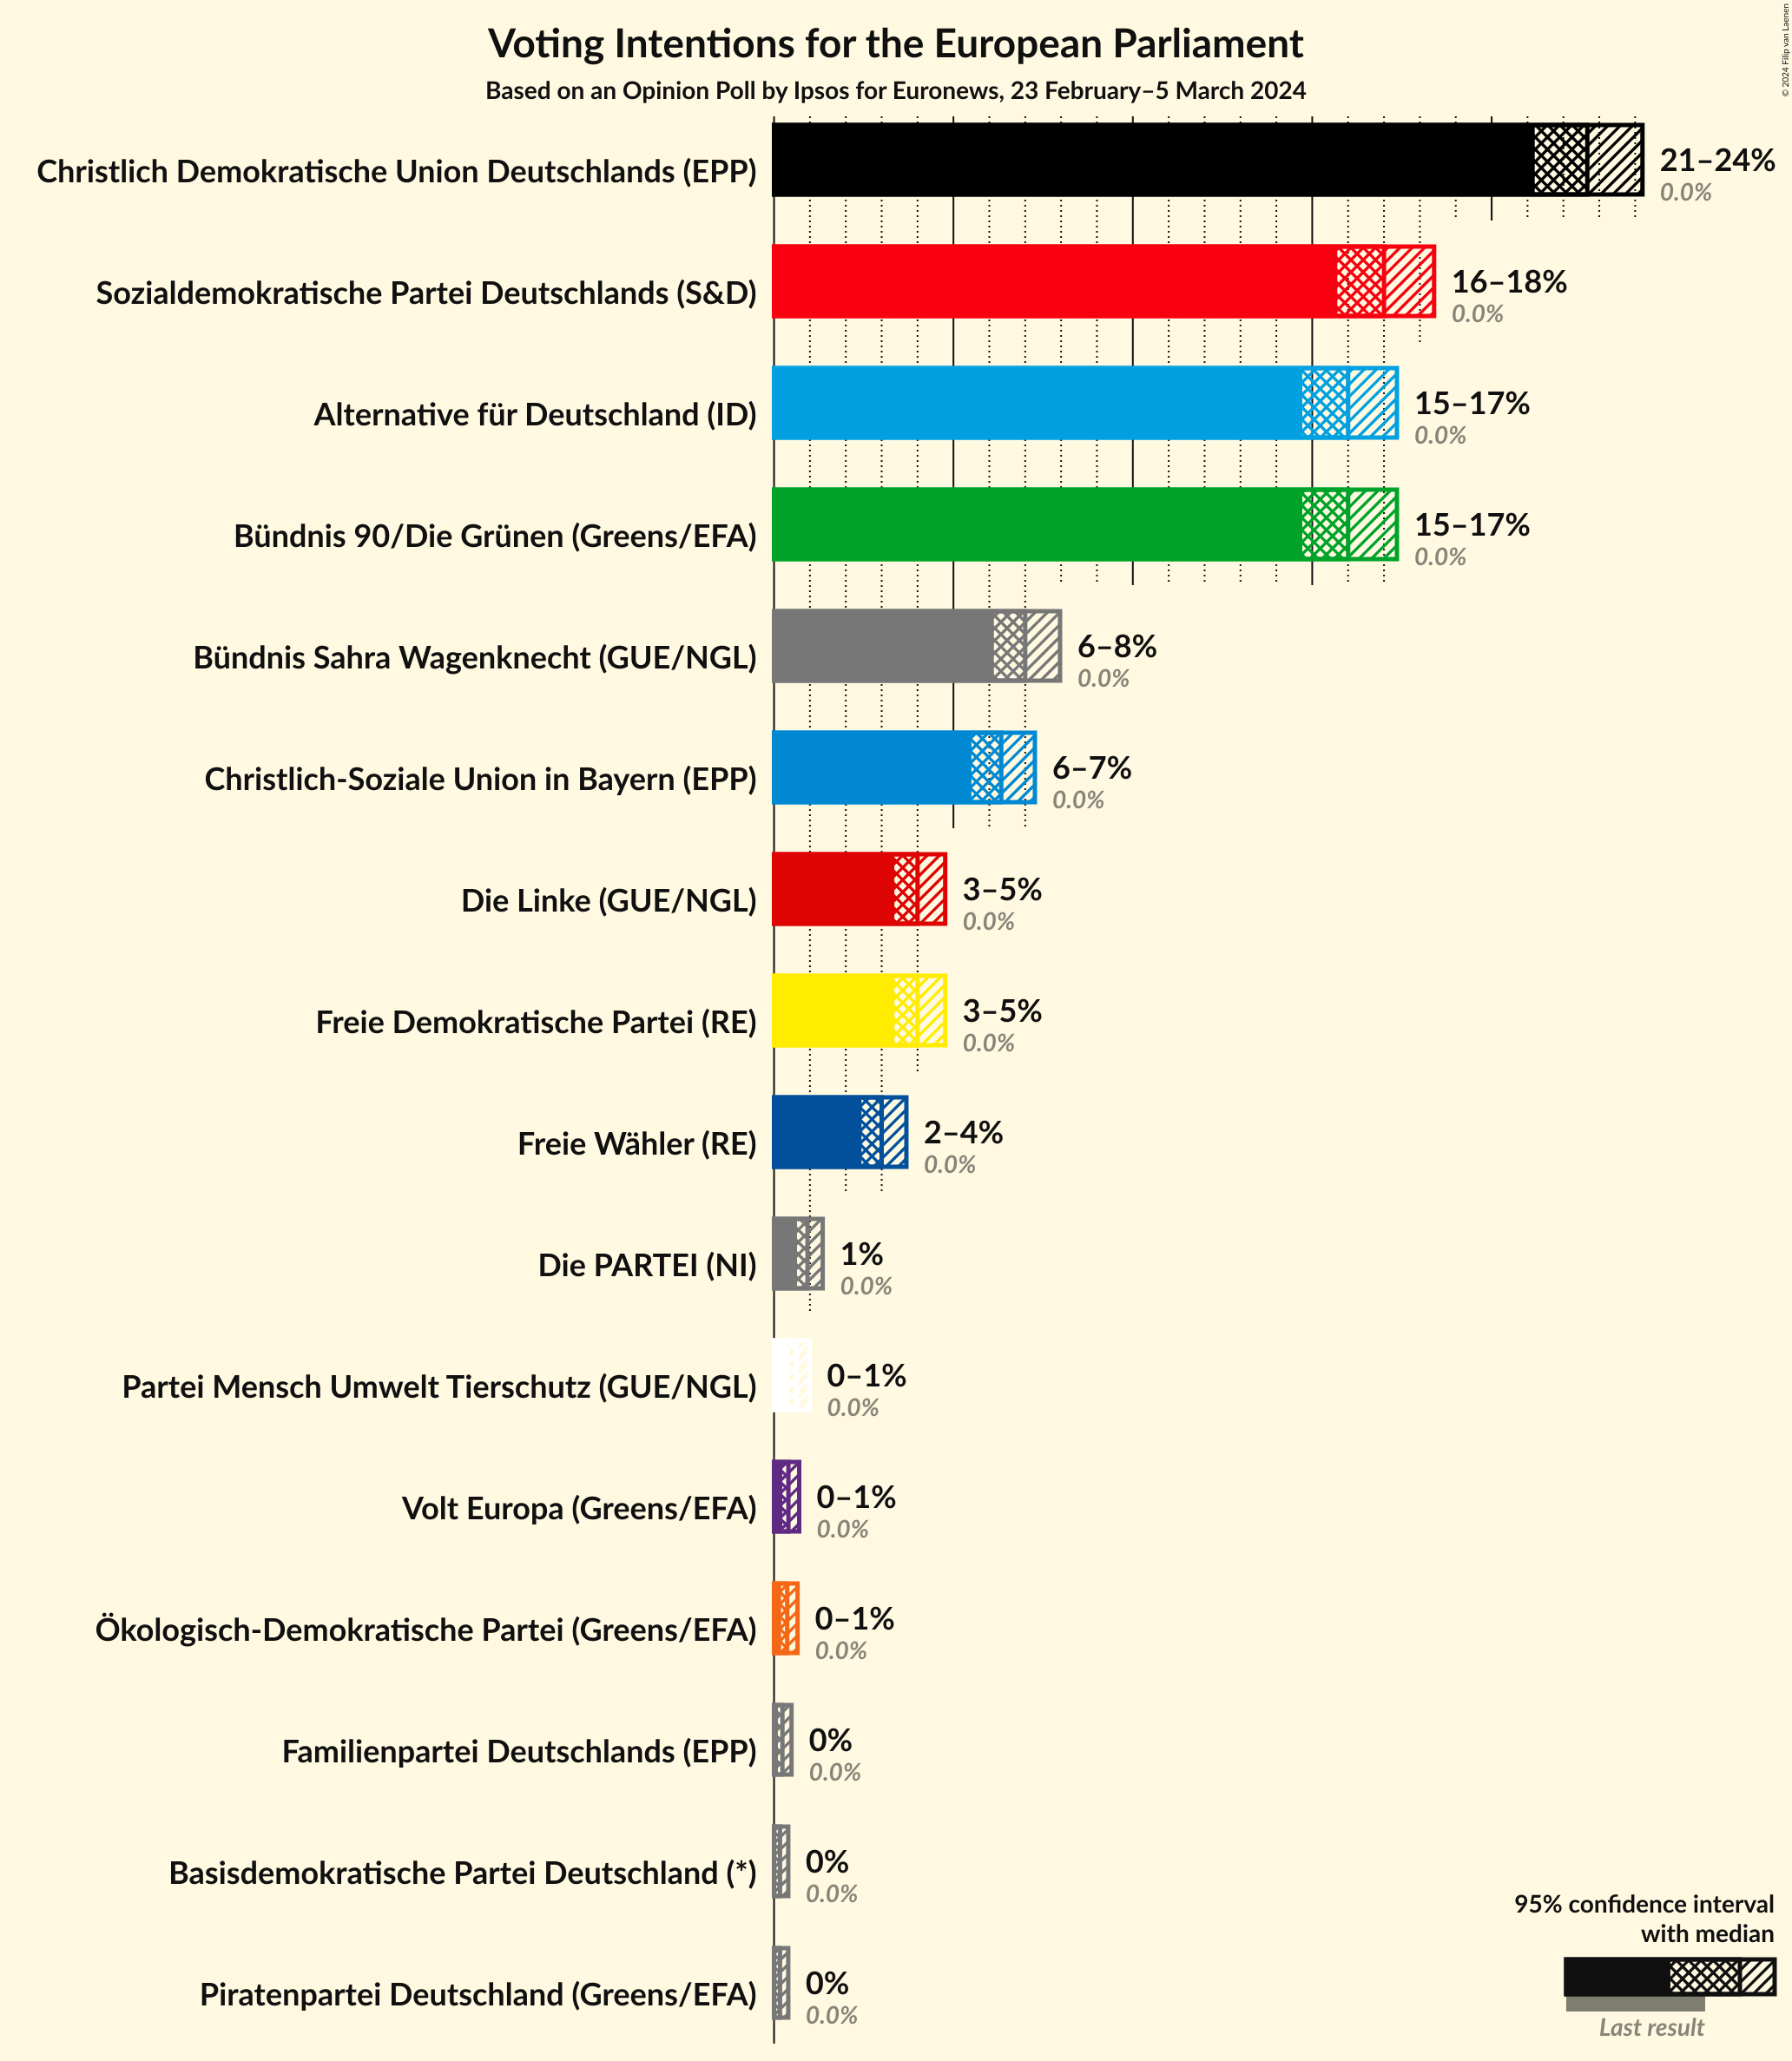 Voting Intentions for the European Parliament
Based on an Opinion Poll by Ipsos for Euronews, 23 February–5 March 2024
© 2024 Filip van Laenen
Christlich Demokratische Union Deutschlands (EPP)
21–24%
0.0%
Sozialdemokratische Partei Deutschlands (S&D)
16–18%
0.0%
Alternative für Deutschland (ID)
15–17%
0.0%
Bündnis 90/Die Grünen (Greens/EFA)
15–17%
0.0%
Bündnis Sahra Wagenknecht (GUE/NGL)
6–8%
0.0%
Christlich-Soziale Union in Bayern (EPP)
6–7%
0.0%
Die Linke (GUE/NGL)
3–5%
0.0%
Freie Demokratische Partei (RE)
3–5%
0.0%
Freie Wähler (RE)
2–4%
0.0%
Die PARTEI (NI)
1%
0.0%
Partei Mensch Umwelt Tierschutz (GUE/NGL)
0–1%
0.0%
Volt Europa (Greens/EFA)
0–1%
0.0%
Ökologisch-Demokratische Partei (Greens/EFA)
0–1%
0.0%
Familienpartei Deutschlands (EPP)
0%
0.0%
Basisdemokratische Partei Deutschland (*)
0%
0.0%
Piratenpartei Deutschland (Greens/EFA)
0%
0.0%
95% confidence interval
with median
Last result